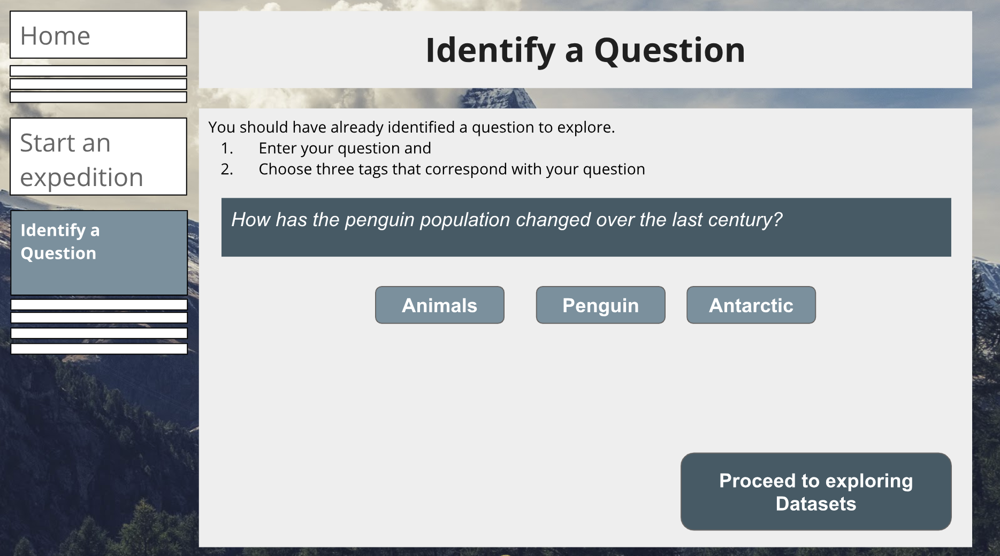 Home
Start an
expedition
Identify a
Question
Identify a Question
You should have already identified a question to explore.
1. Enter your question and
2. Choose three tags that correspond with your question
How has the penguin population changed over the last century?
Animals
Penguin
Antarctic
Proceed to exploring
Datasets